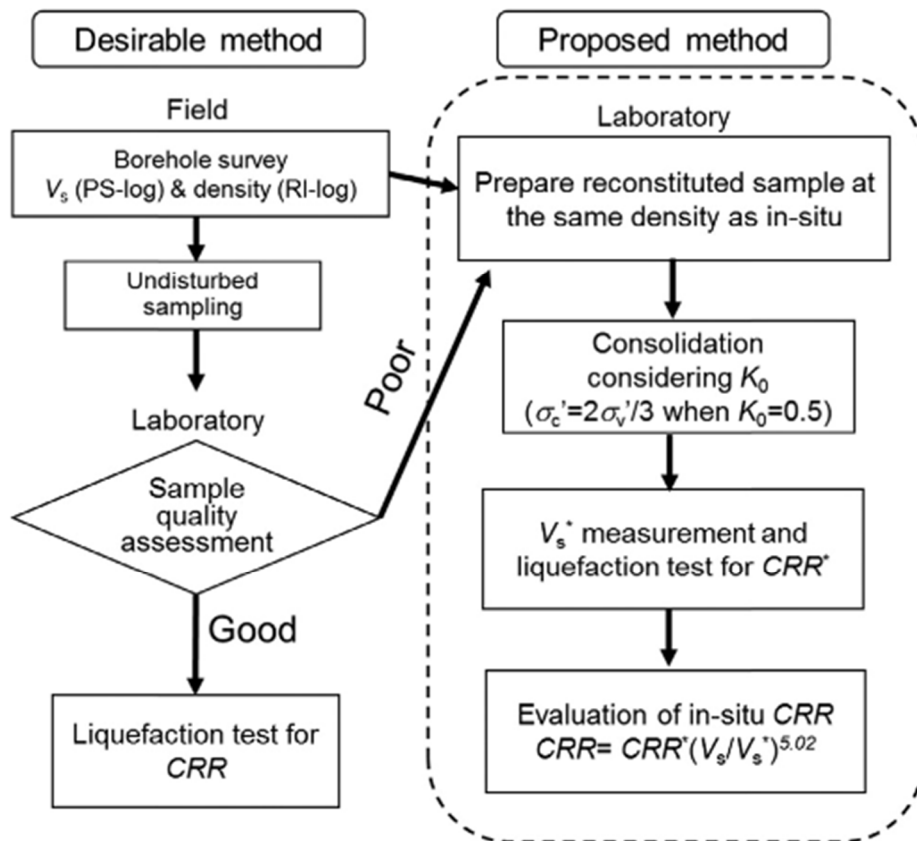 Desirable method
Field
Borehole survey
Vs (PS-log) & density (RI-log)
Undisturbed
sampling
Laboratory
Sample
quality
assessment
Poor
Good
Liquefaction test for
CRR
Proposed method
Laboratory
Prepare reconstituted sample at
the same density as in-situ
Consolidation
considering K0
(σc'=2σv'/3 when K0=0.5)
Vs* measurement and
liquefaction test for CRR*
Evaluation of in-situ CRR
CRR= CRR*(Vs/Vs*)^5.02